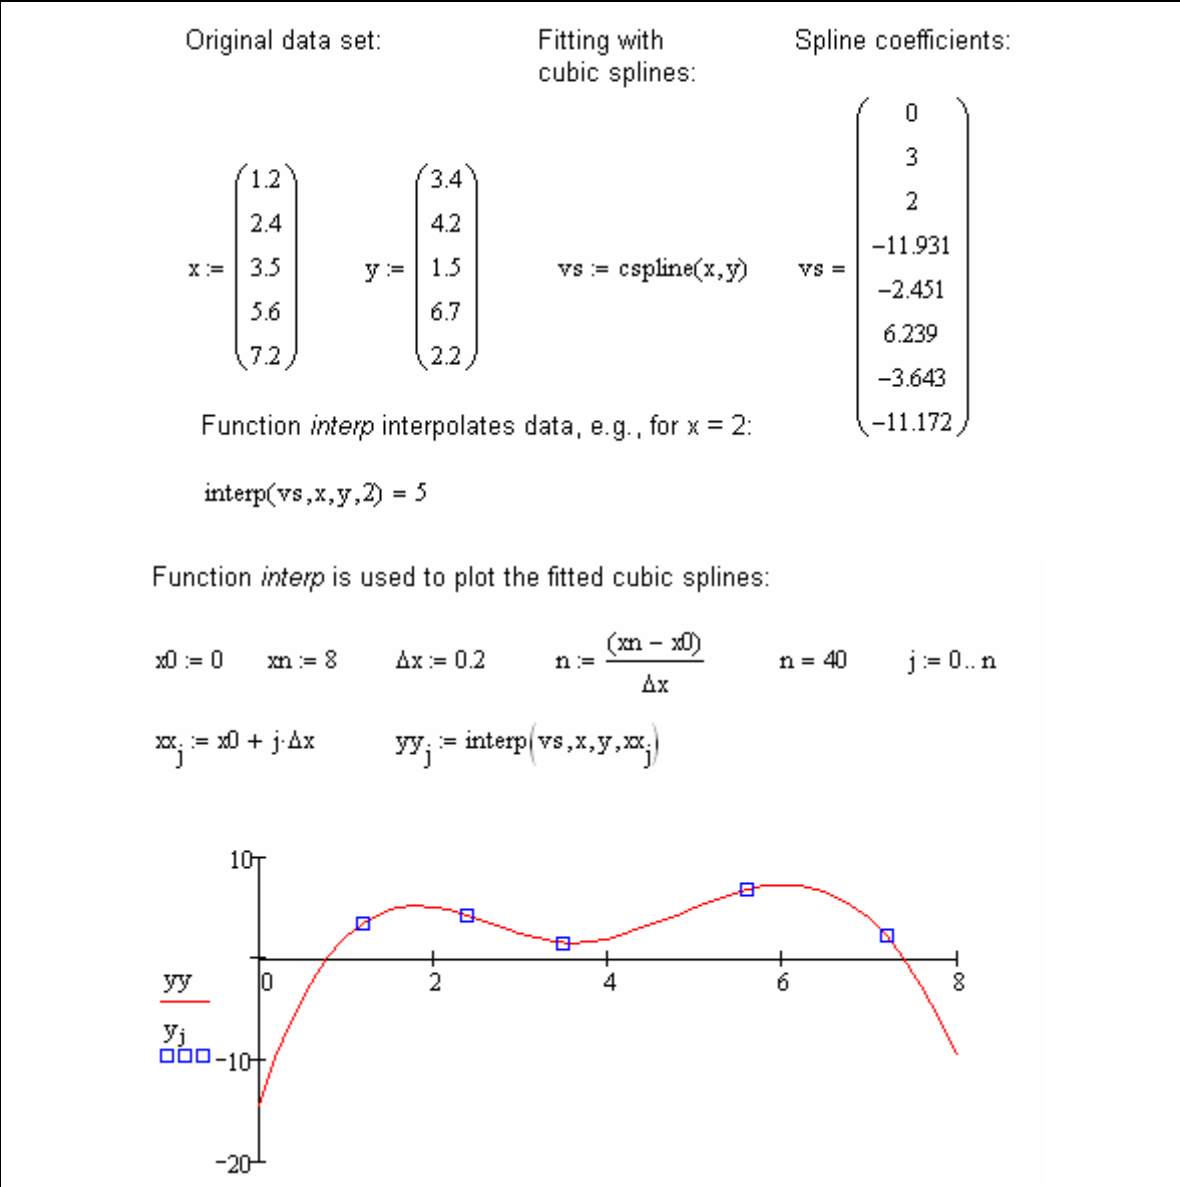 Original data set:
Fitting with
cubic splines:
Spline coefficients:
x :=
1.2
2.4
3.5
5.6
7.2
y :=
3.4
4.2
1.5
6.7
2.2
vs := cspline(x,y)
vs =
0
3
2
−11.931
−2.451
6.239
−3.643
−11.172
Function interp interpolates data, e.g., for x = 2:
interp(vs,x,y,2) = 5
Function interp is used to plot the fitted cubic splines:
x0 := 0
xn := 8
Δx := 0.2
n := (xn − x0) / Δx
n = 40
j := 0.. n
xx_j := x0 + j·Δx
yy_j := interp(vs,x,y,xx_j)
10
0
2
4
6
8
yy
y_j
−10
−20